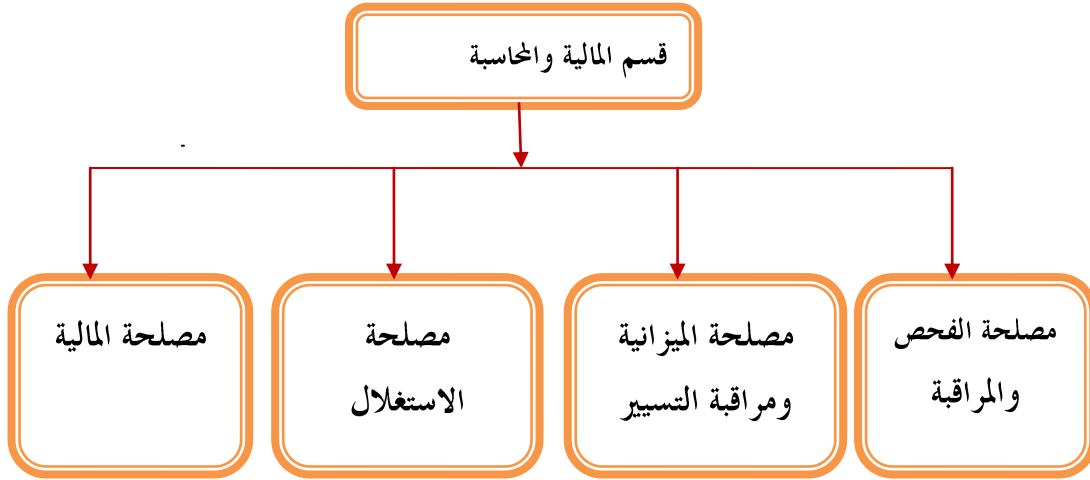 قسم المالية والمحاسبة
مصلحة الفحص
والمراقبة
مصلحة الميزانية
ومراقبة التسيير
مصلحة
الاستغلال
مصلحة المالية